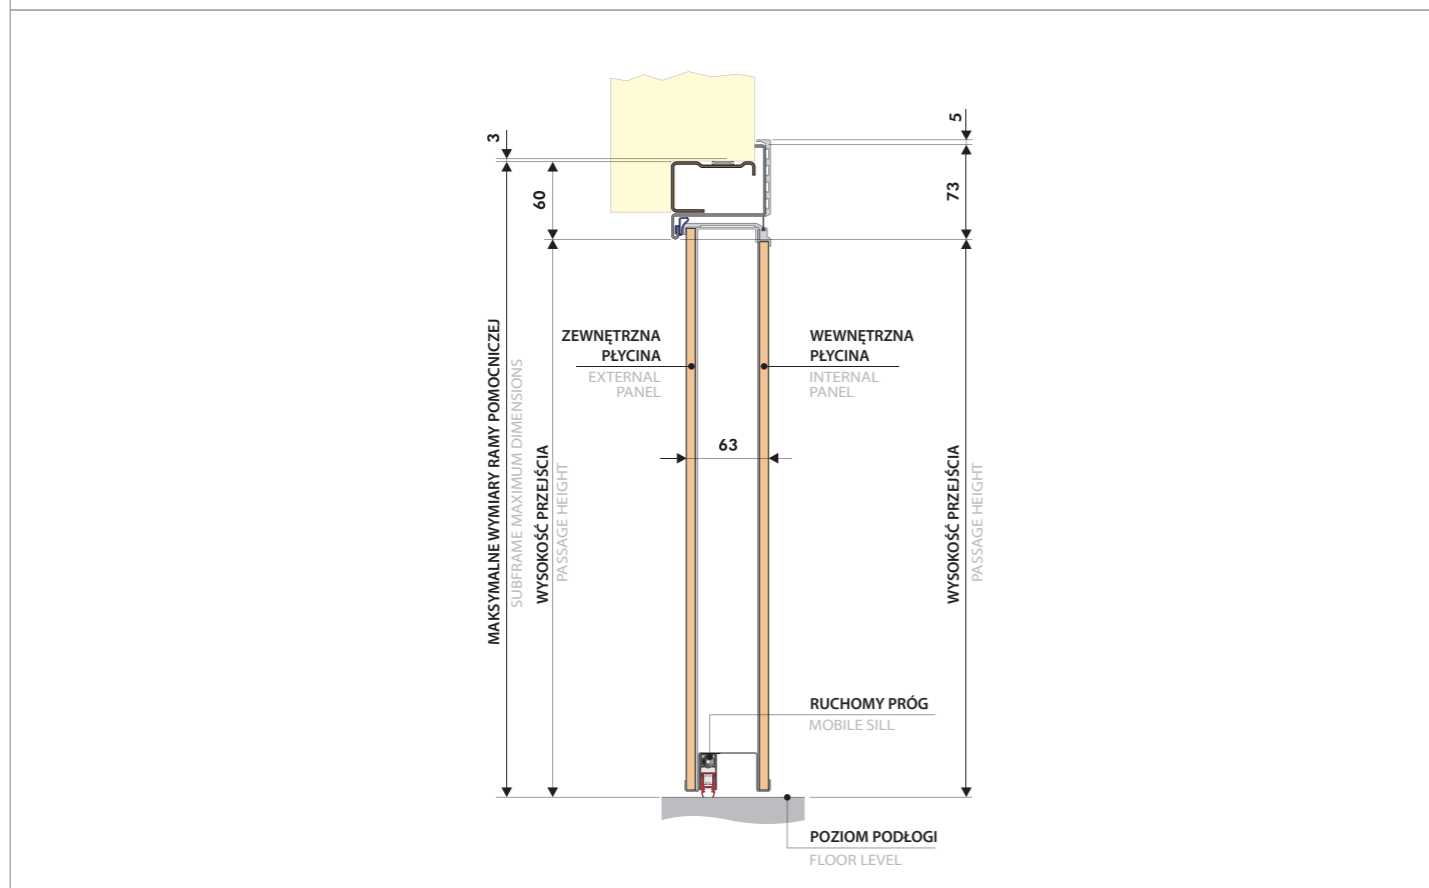 5
3
73
60
ZEWNĘTRZNA
PŁYCINA
EXTERNAL
PANEL
WEWNĘTRZNA
PŁYCINA
INTERNAL
PANEL
63
MAKSYMALNE WYMIARY RAMY POMOCNICZEJ
SUBFRAME MAXIMUM DIMENSIONS
WYSOKOŚĆ PRZEJŚCIA
PASSAGE HEIGHT
WYSOKOŚĆ PRZEJŚCIA
PASSAGE HEIGHT
RUCHOMY PRÓG
MOBILE SILL
POZIOM PODŁOGI
FLOOR LEVEL